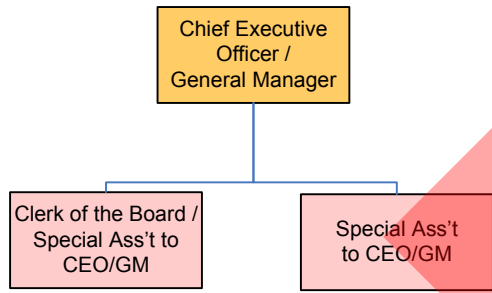 Chief Executive
Officer /
General Manager
Clerk of the Board /
Special Ass't to
CEO/GM
Special Ass't
to CEO/GM